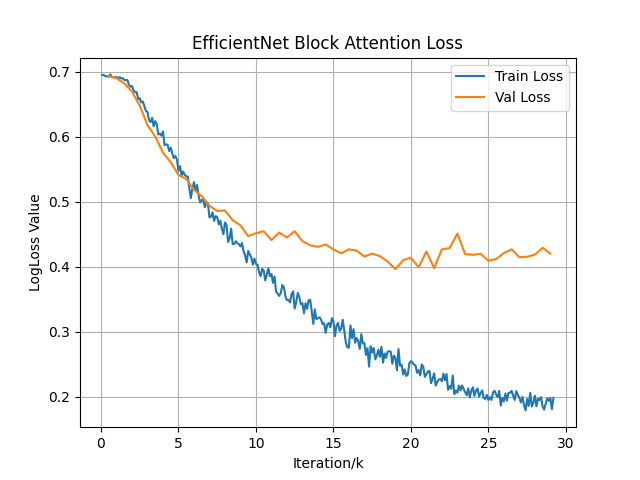 EfficientNet Block Attention Loss
Train Loss
Val Loss
0.7
0.6
0.5
0.4
0.3
0.2
LogLoss Value
0 5 10 15 20 25 30
Iteration/k